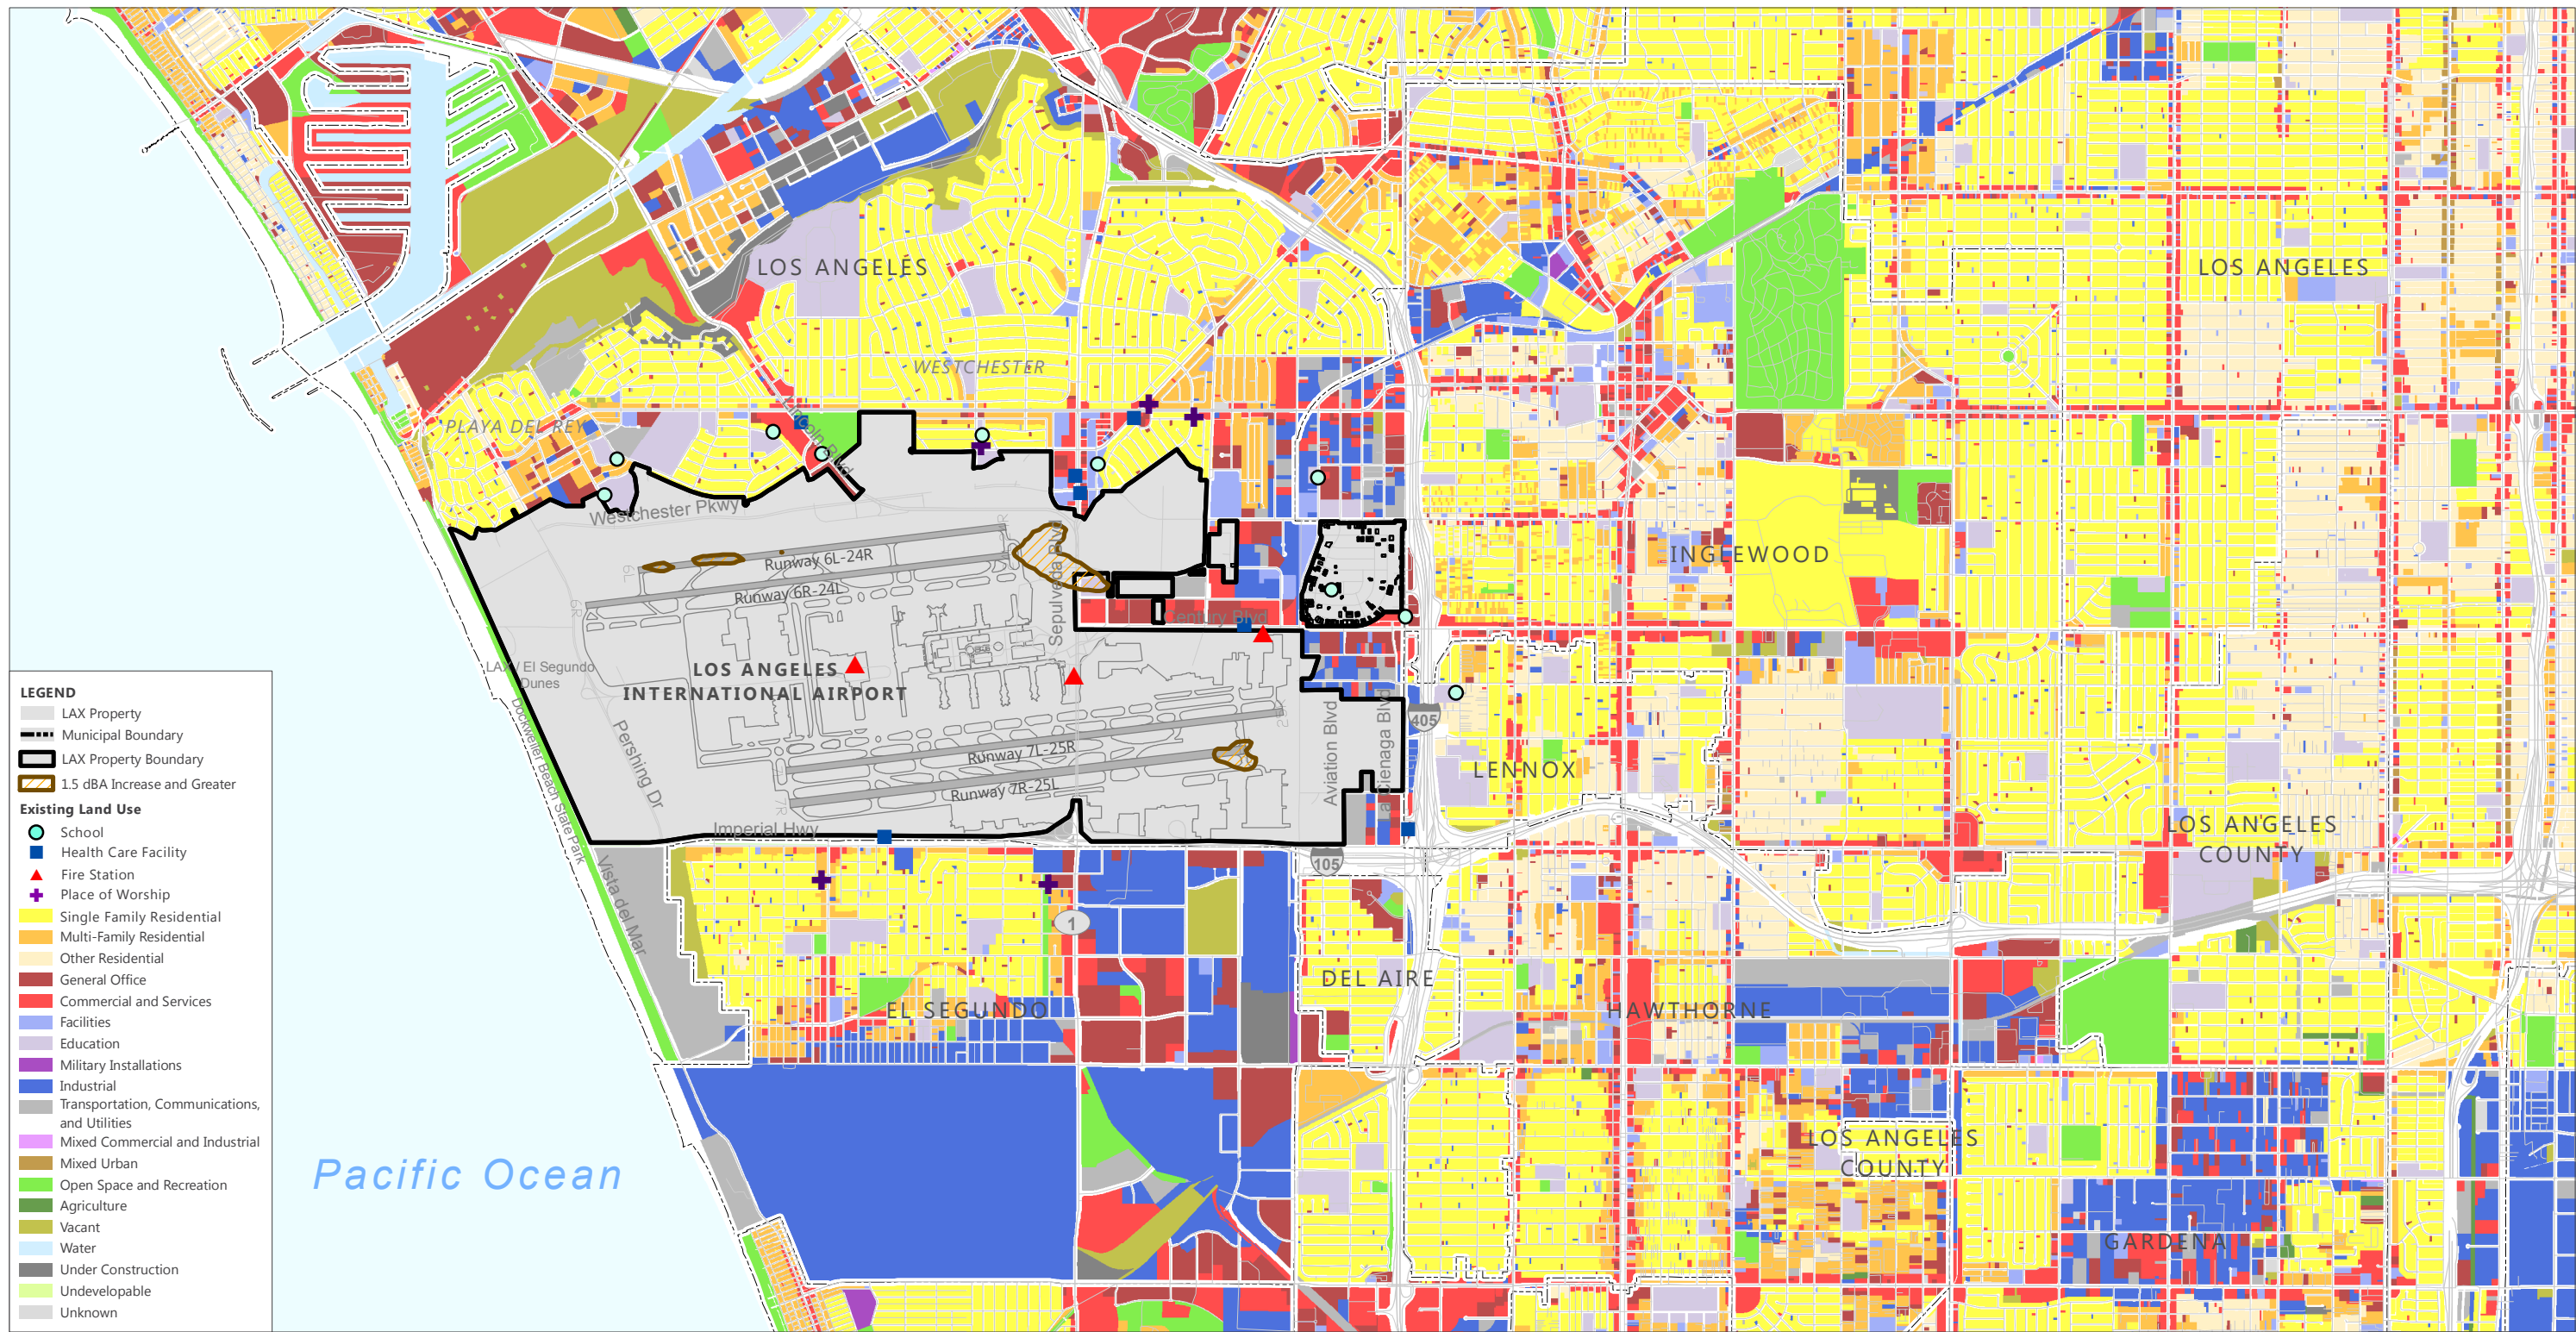 LOS ANGELES
LOS ANGELES
WESTCHESTER
PLAYA DEL REY
Lincoln Blvd
Westchester Pkwy
6L
Runway 6L-24R
Sepulveda Blvd
INGLEWOOD
6R
Runway 6R-24L
Century Blvd
LAX / El Segundo
Dunes
LOS ANGELES
INTERNATIONAL AIRPORT
Dockweiler Beach State Park
Pershing Dr
Runway 7L-25R
Runway 7R-25L
7R
Aviation Blvd
La Cienaga Blvd
405
LENNOX
Imperial Hwy
105
LOS ANGELES
COUNTY
Vista del Mar
1
EL SEGUNDO
DEL AIRE
HAWTHORNE
LOS ANGELES
COUNTY
GARDENA
Pacific Ocean
LEGEND
LAX Property
Municipal Boundary
LAX Property Boundary
1.5 dBA Increase and Greater
Existing Land Use
School
Health Care Facility
Fire Station
Place of Worship
Single Family Residential
Multi-Family Residential
Other Residential
General Office
Commercial and Services
Facilities
Education
Military Installations
Industrial
Transportation, Communications,
and Utilities
Mixed Commercial and Industrial
Mixed Urban
Open Space and Recreation
Agriculture
Vacant
Water
Under Construction
Undevelopable
Unknown